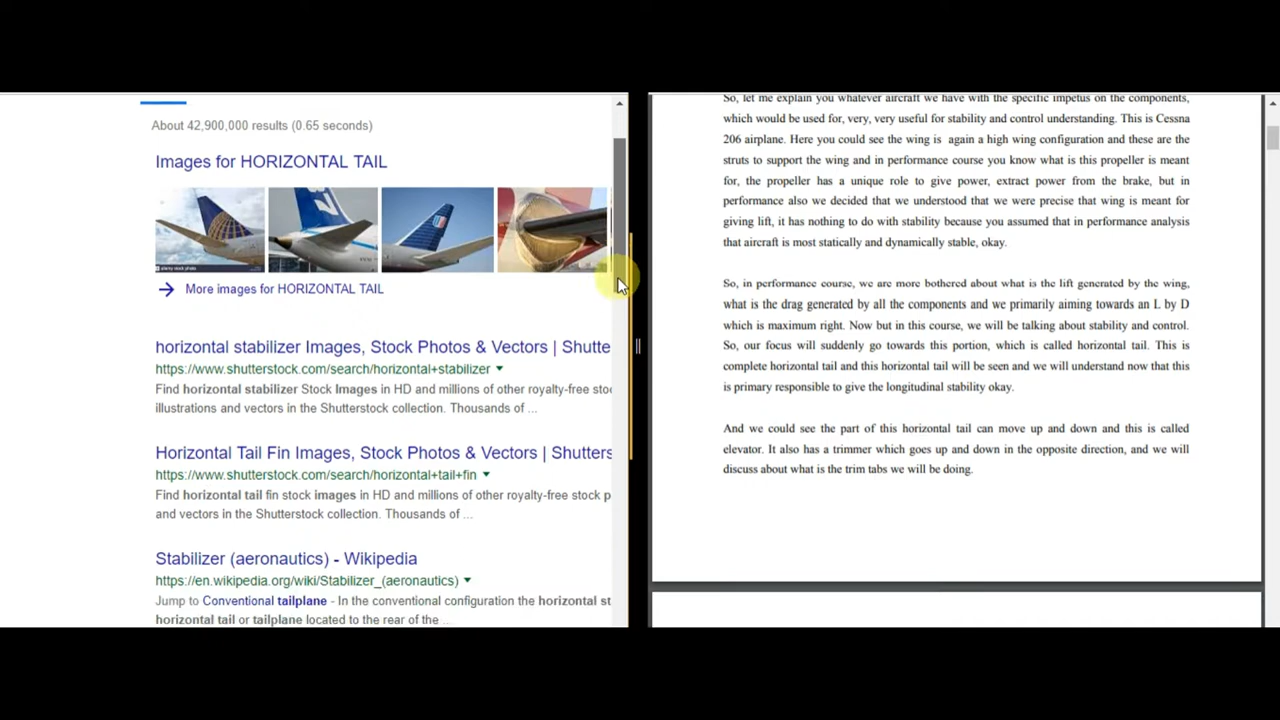 About 42,900,000 results (0.65 seconds)
Images for HORIZONTAL TAIL
More images for HORIZONTAL TAIL
horizontal stabilizer Images, Stock Photos & Vectors | Shutte
https://www.shutterstock.com/search/horizontal+stabilizer
Find horizontal stabilizer Stock Images in HD and millions of other royalty-free sto
illustrations and vectors in the Shutterstock collection. Thousands of ...
Horizontal Tail Fin Images, Stock Photos & Vectors | Shutters
https://www.shutterstock.com/search/horizontal+tail+fin
Find horizontal tail fin stock images in HD and millions of other royalty-free stock p
and vectors in the Shutterstock collection. Thousands of ...
Stabilizer (aeronautics) - Wikipedia
https://en.wikipedia.org/wiki/Stabilizer_(aeronautics)
Jump to Conventional tailplane - In the conventional configuration the horizontal st
horizontal tail or tailplane located to the rear of the ...
So, let me explain you whatever aircraft we have with the specific impetus on the components,
which would be used for, very, very useful for stability and control understanding. This is Cessna
206 airplane. Here you could see the wing is again a high wing configuration and these are the
struts to support the wing and in performance course you know what is this propeller is meant
for, the propeller has a unique role to give power, extract power from the brake, but in
performance also we decided that we understood that we were precise that wing is meant for
giving lift, it has nothing to do with stability because you assumed that in performance analysis
that aircraft is most statically and dynamically stable, okay.
So, in performance course, we are more bothered about what is the lift generated by the wing,
what is the drag generated by all the components and we primarily aiming towards an L by D
which is maximum right. Now but in this course, we will be talking about stability and control.
So, our focus will suddenly go towards this portion, which is called horizontal tail. This is
complete horizontal tail and this horizontal tail will be seen and we will understand now that this
is primary responsible to give the longitudinal stability okay.
And we could see the part of this horizontal tail can move up and down and this is called
elevator. It also has a trimmer which goes up and down in the opposite direction, and we will
discuss about what is the trim tabs we will be doing.